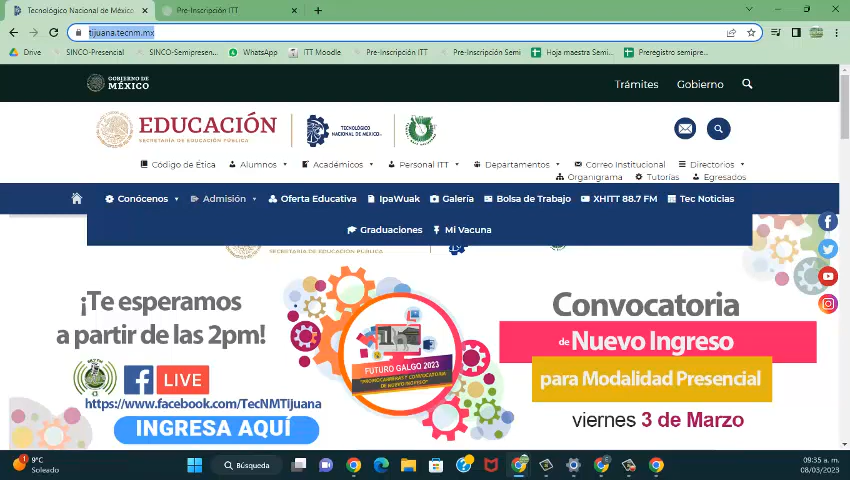 Tecnológico Nacional de México
Pre-Inscripción ITT
tijuana.tecnm.mx
Drive
SINCO-Presencial
SINCO-Semipresen...
WhatsApp
ITT Moodle
Pre-Inscripción ITT
Pre-Inscripción Semi
Hoja maestra Semi...
Preregistro semipre...
GOBIERNO DE
MÉXICO
Trámites
Gobierno
EDUCACIÓN
SECRETARÍA DE EDUCACIÓN PÚBLICA
TECNOLÓGICO
NACIONAL DE MÉXICO
Código de Ética
Alumnos
Académicos
Personal ITT
Departamentos
Correo Institucional
Directorios
Organigrama
Tutorías
Egresados
Conócenos
Admisión
Oferta Educativa
IpaWuak
Galería
Bolsa de Trabajo
XHITT 88.7 FM
Tec Noticias
Graduaciones
Mi Vacuna
SECRETARÍA DE EDUCACIÓN PÚBLICA
¡Te esperamos
a partir de las 2pm!
LIVE
https://www.facebook.com/TecNMTijuana
INGRESA AQUÍ
FUTURO GALGO 2023
Convocatoria
de Nuevo Ingreso
para Modalidad Presencial
viernes 3 de Marzo
9°C
Soleado
Búsqueda
09:35 a. m.
08/03/2023